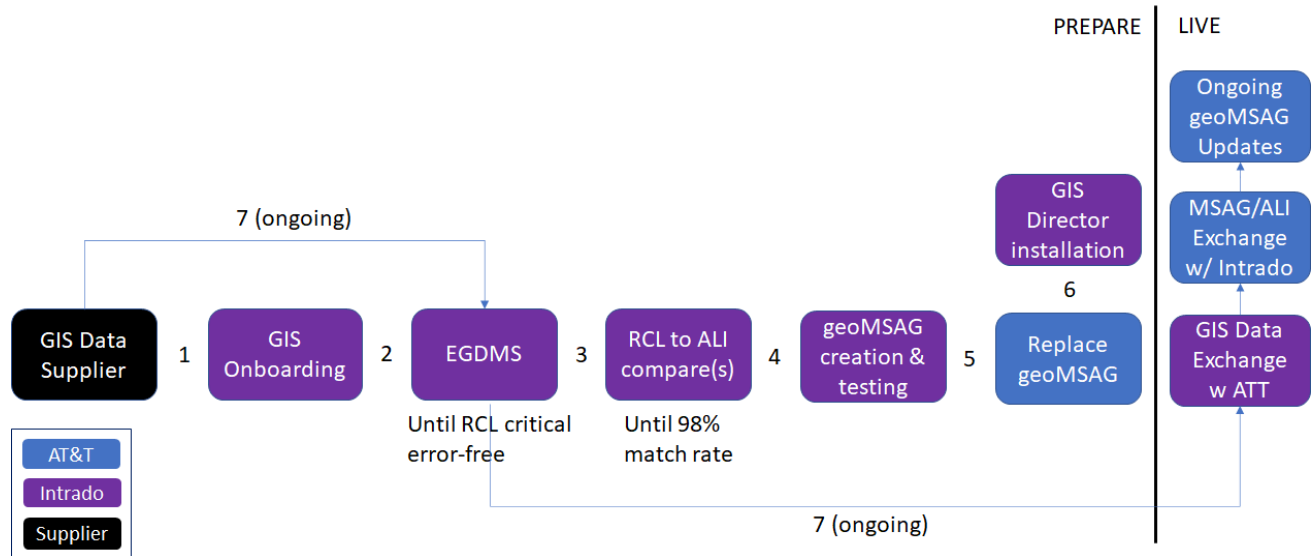 PREPARE
LIVE
Ongoing
geoMSAG
Updates
GIS
Director
installation
MSAG/ALI
Exchange
w/ Intrado
7 (ongoing)
6
GIS Data
Supplier
1
GIS
Onboarding
2
EGDMS
3
RCL to ALI
compare(s)
4
geoMSAG
creation &
testing
5
Replace
geoMSAG
GIS Data
Exchange
w ATT
Until RCL critical
error-free
Until 98%
match rate
AT&T
Intrado
Supplier
7 (ongoing)